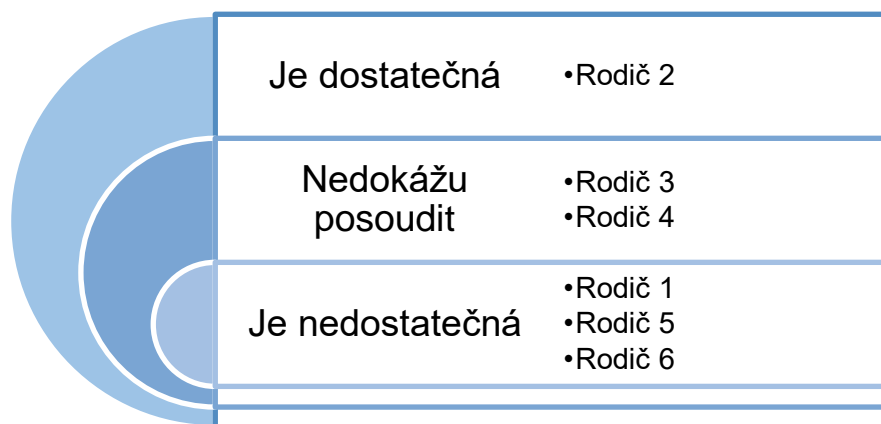 Je dostatečná
•Rodič 2
Nedokážu
posoudit
•Rodič 3
•Rodič 4
Je nedostatečná
•Rodič 1
•Rodič 5
•Rodič 6